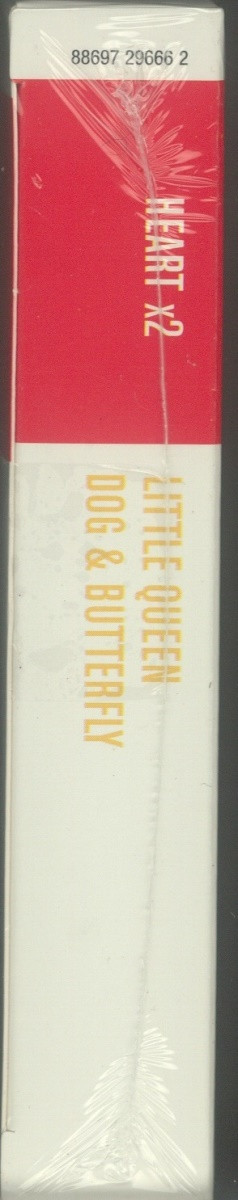 88697 29666 2
HEART x2
LITTLE QUEEN
DOG & BUTTERFLY